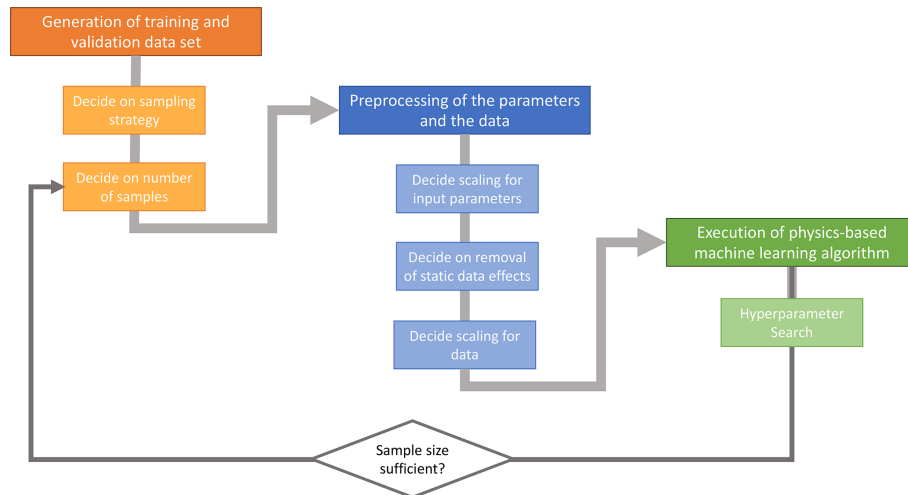 Generation of training and
validation data set
Decide on sampling
strategy
Decide on number
of samples
Preprocessing of the parameters
and the data
Decide scaling for
input parameters
Decide on removal
of static data effects
Decide scaling for
data
Execution of physics-based
machine learning algorithm
Hyperparameter
Search
Sample size
sufficient?